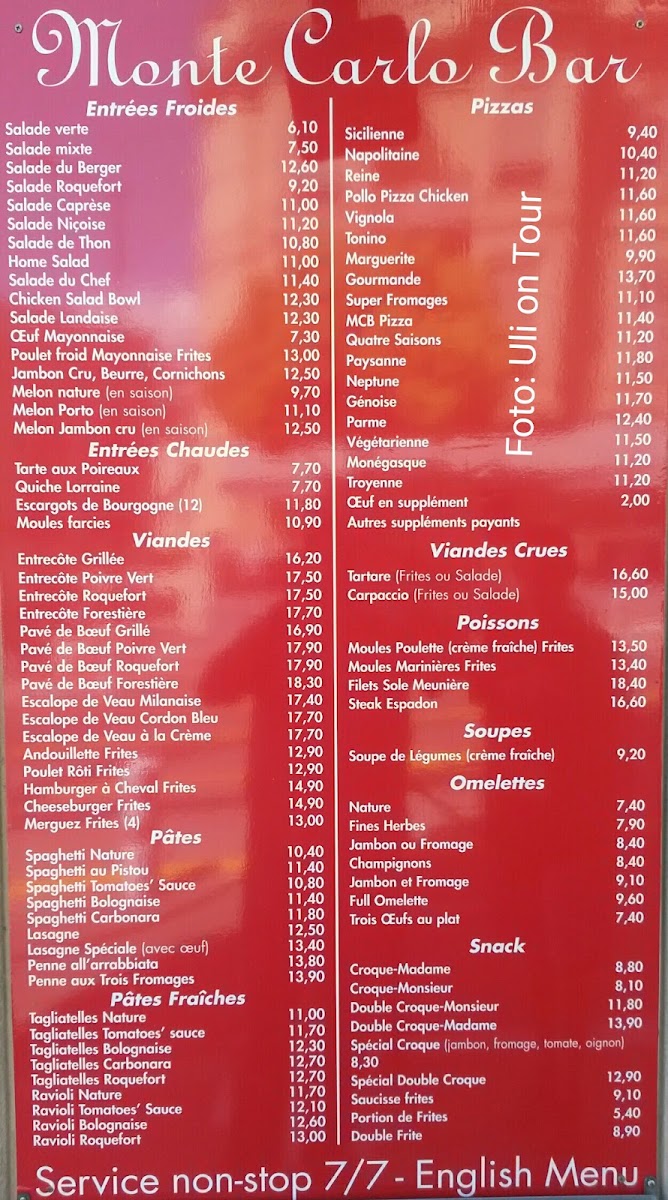 Monte Carlo Bar
Entrées Froides
Salade verte 6,10
Salade mixte 7,50
Salade du Berger 12,60
Salade Roquefort 9,20
Salade Caprèse 11,00
Salade Niçoise 11,20
Salade de Thon 10,80
Home Salad 11,00
Salade du Chef 11,40
Chicken Salad Bowl 12,30
Salade Landaise 12,30
Œuf Mayonnaise 7,30
Poulet froid Mayonnaise Frites 13,00
Jambon Cru, Beurre, Cornichons 12,50
Melon nature (en saison) 9,70
Melon Porto (en saison) 11,10
Melon Jambon cru (en saison) 12,50
Entrées Chaudes
Tarte aux Poireaux 7,70
Quiche Lorraine 7,70
Escargots de Bourgogne (12) 11,80
Moules farcies 10,90
Viandes
Entrecôte Grillée 16,20
Entrecôte Poivre Vert 17,50
Entrecôte Roquefort 17,50
Entrecôte Forestière 17,70
Pavé de Bœuf Grillé 16,90
Pavé de Bœuf Poivre Vert 17,90
Pavé de Bœuf Roquefort 17,90
Pavé de Bœuf Forestière 18,30
Escalope de Veau Milanaise 17,40
Escalope de Veau Cordon Bleu 17,70
Escalope de Veau à la Crème 17,70
Andouillette Frites 12,90
Poulet Rôti Frites 12,90
Hamburger à Cheval Frites 14,90
Cheeseburger Frites 14,90
Merguez Frites (4) 13,00
Pâtes
Spaghetti Nature 10,40
Spaghetti au Pistou 11,40
Spaghetti Tomatoes' Sauce 10,80
Spaghetti Bolognaise 11,40
Spaghetti Carbonara 11,80
Lasagne 12,50
Lasagne Spéciale (avec œuf) 13,40
Penne all'arrabbiata 13,80
Penne aux Trois Fromages 13,90
Pâtes Fraîches
Tagliatelles Nature 11,00
Tagliatelles Tomatoes' sauce 11,70
Tagliatelles Bolognaise 12,30
Tagliatelles Carbonara 12,70
Tagliatelles Roquefort 12,70
Ravioli Nature 11,70
Ravioli Tomatoes' Sauce 12,10
Ravioli Bolognaise 12,60
Ravioli Roquefort 13,00
Pizzas
Sicilienne 9,40
Napolitaine 10,40
Reine 11,20
Pollo Pizza Chicken 11,60
Vignola 11,60
Tonino 11,60
Marguerite 9,90
Gourmande 13,70
Super Fromages 11,10
MCB Pizza 11,40
Quatre Saisons 11,20
Paysanne 11,80
Neptune 11,50
Génoise 11,70
Parme 12,40
Végétarienne 11,50
Monégasque 11,20
Troyenne 11,20
Œuf en supplément 2,00
Autres suppléments payants
Viandes Crues
Tartare (Frites ou Salade) 16,60
Carpaccio (Frites ou Salade) 15,00
Poissons
Moules Poulette (crème fraîche) Frites 13,50
Moules Marinières Frites 13,40
Filets Sole Meunière 18,40
Steak Espadon 16,60
Soupes
Soupe de Légumes (crème fraîche) 9,20
Omelettes
Nature 7,40
Fines Herbes 7,90
Jambon ou Fromage 8,40
Champignons 8,40
Jambon et Fromage 9,10
Full Omelette 9,60
Trois Œufs au plat 7,40
Snack
Croque-Madame 8,80
Croque-Monsieur 8,10
Double Croque-Monsieur 11,80
Double Croque-Madame 13,90
Spécial Croque (jambon, fromage, tomate, oignon)
8,30
Spécial Double Croque 12,90
Saucisse frites 9,10
Portion de Frites 5,40
Double Frite 8,90
Foto: Uli on Tour
Service non-stop 7/7 - English Menu